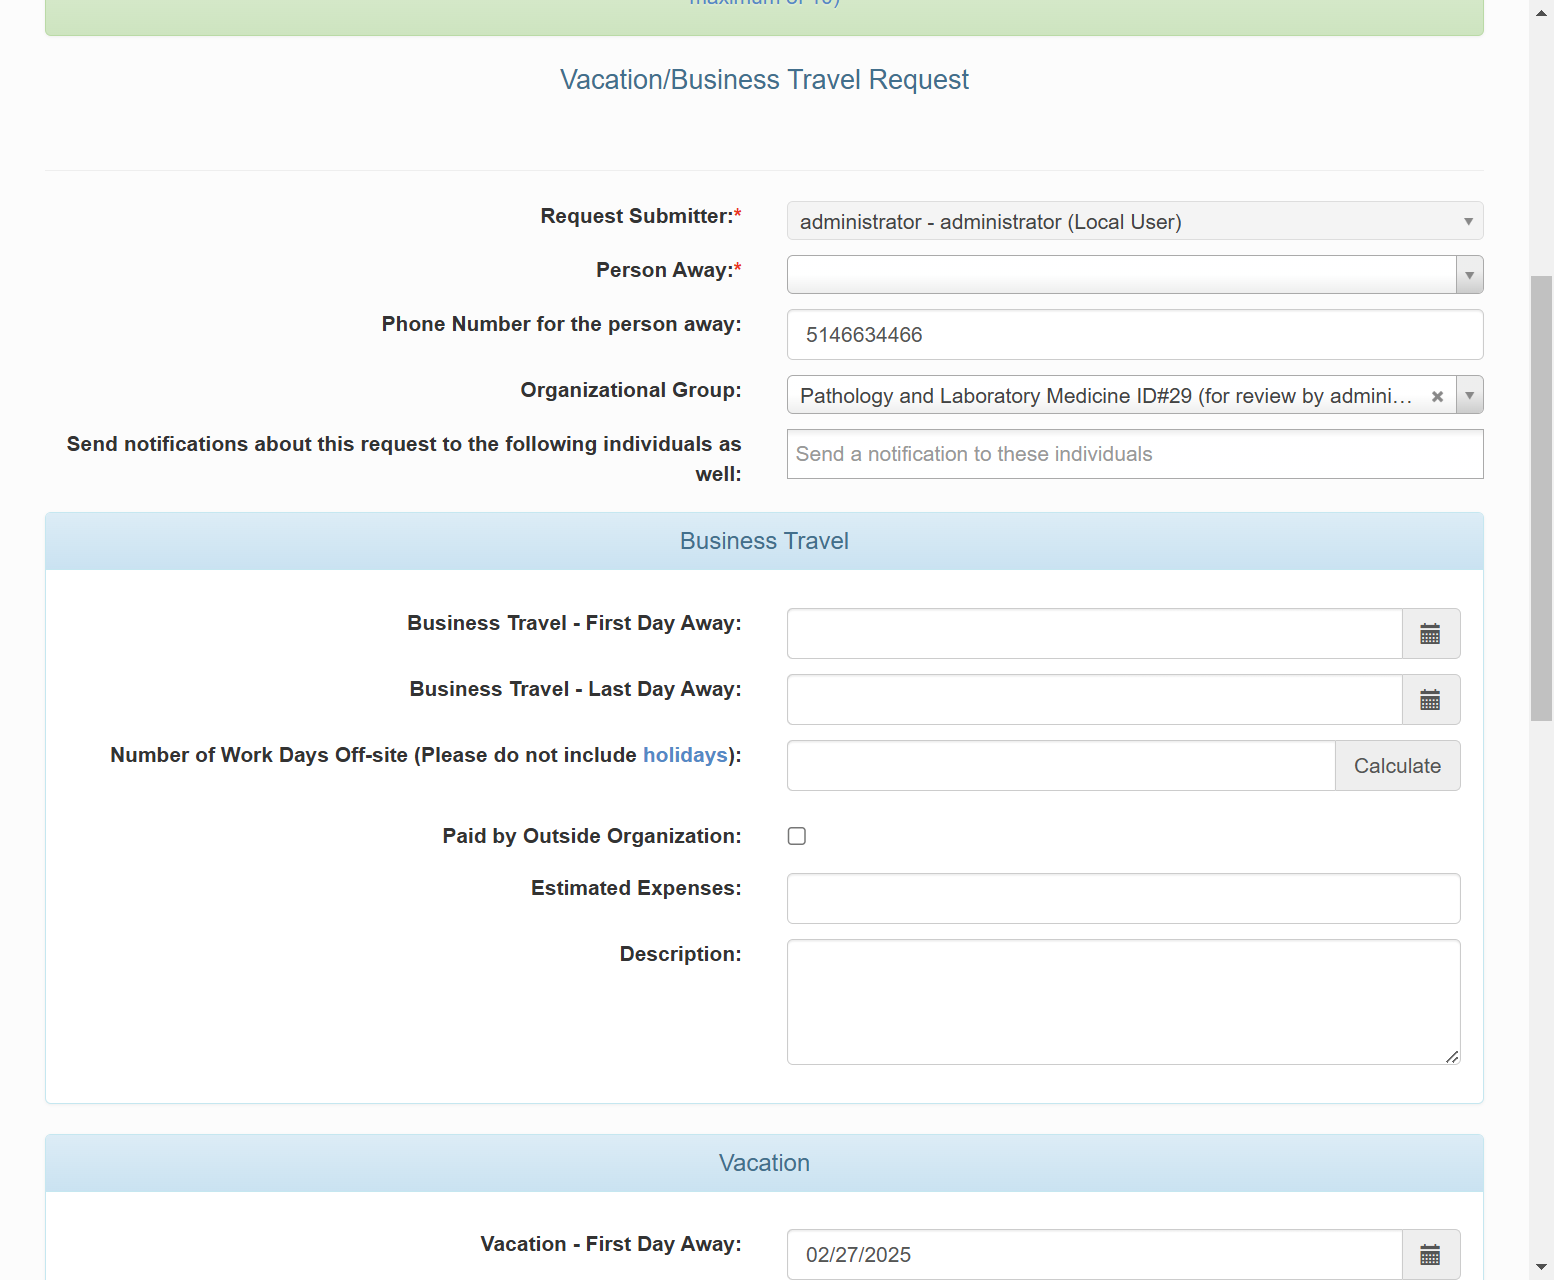 maximum of 10)
Vacation/Business Travel Request
Request Submitter:*
administrator - administrator (Local User)
Person Away:*
Phone Number for the person away:
5146634466
Organizational Group:
Pathology and Laboratory Medicine ID#29 (for review by admini...
Send notifications about this request to the following individuals as
well:
Send a notification to these individuals
Business Travel
Business Travel - First Day Away:
Business Travel - Last Day Away:
Number of Work Days Off-site (Please do not include holidays):
Calculate
Paid by Outside Organization:
Estimated Expenses:
Description:
Vacation
Vacation - First Day Away:
02/27/2025